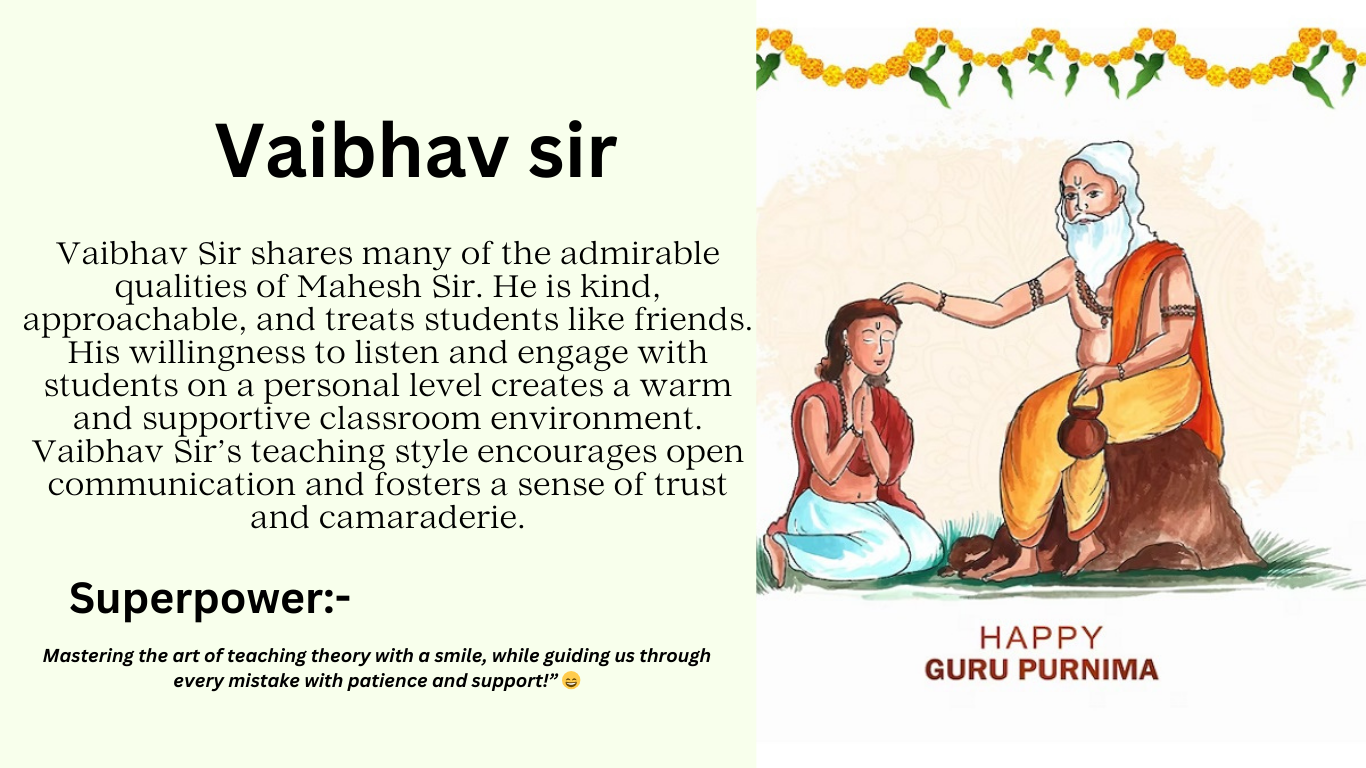 Vaibhav sir
Vaibhav Sir shares many of the admirable
qualities of Mahesh Sir. He is kind,
approachable, and treats students like friends.
His willingness to listen and engage with
students on a personal level creates a warm
and supportive classroom environment.
Vaibhav Sir’s teaching style encourages open
communication and fosters a sense of trust
and camaraderie.
Superpower:-
Mastering the art of teaching theory with a smile, while guiding us through
every mistake with patience and support!” 😄
HAPPY
GURU PURNIMA